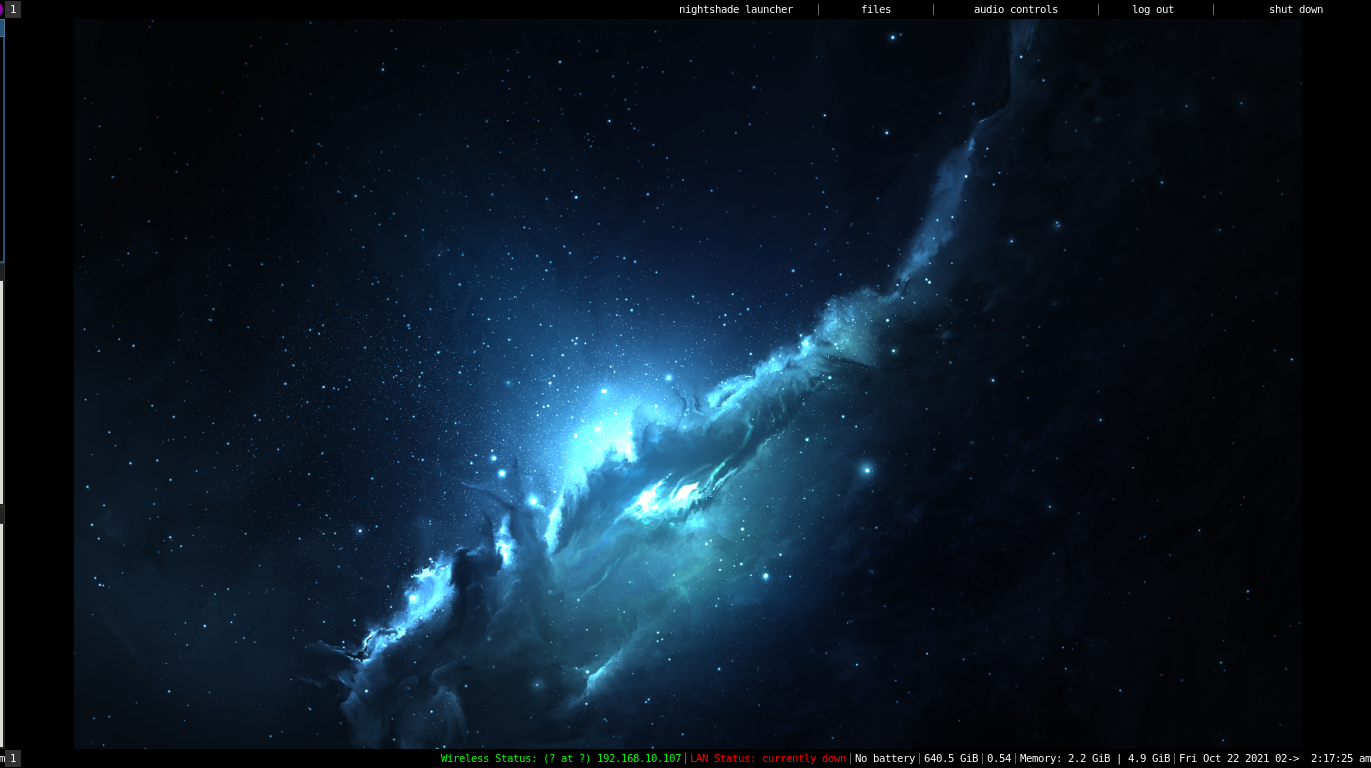 1 nightshade launcher | files | audio controls | log out | shut down
m 1 Wireless Status: (? at ?) 192.168.10.107|LAN Status: currently down|No battery|640.5 GiB|0.54|Memory: 2.2 GiB | 4.9 GiB|Fri Oct 22 2021 02-> 2:17:25 am